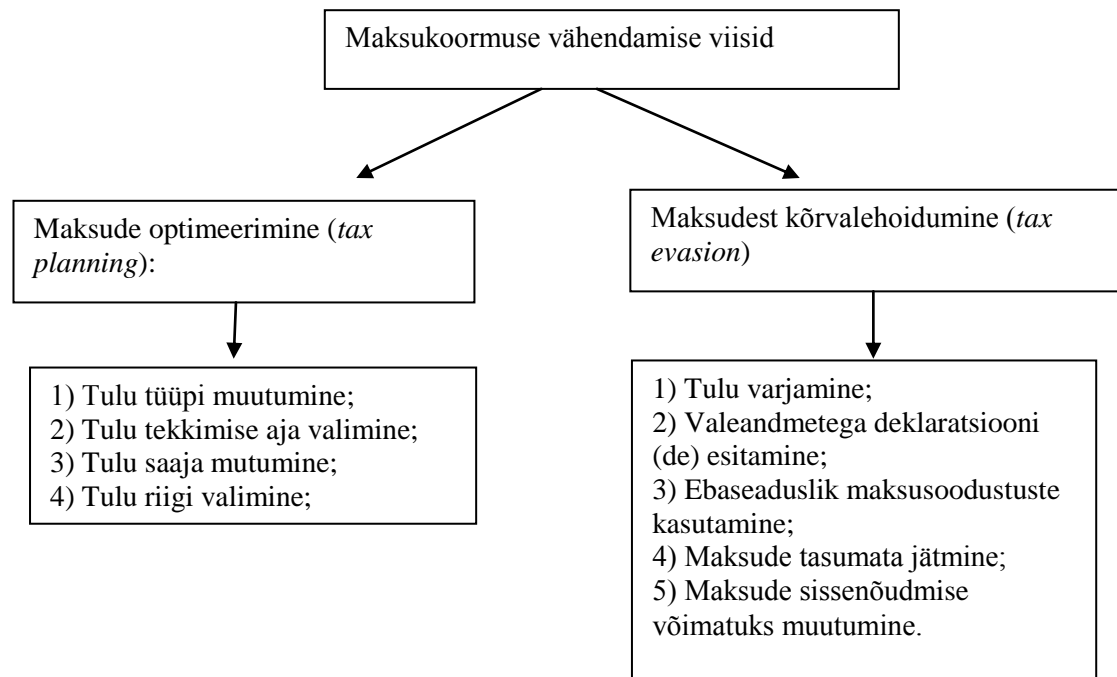 Maksukoormuse vähendamise viisid
Maksude optimeerimine (tax
planning):
Maksudest kõrvalehoidumine (tax
evasion)
1) Tulu tüüpi muutumine;
2) Tulu tekkimise aja valimine;
3) Tulu saaja mutumine;
4) Tulu riigi valimine;
1) Tulu varjamine;
2) Valeandmetega deklaratsiooni
(de) esitamine;
3) Ebaseaduslik maksusoodustuste
kasutamine;
4) Maksude tasumata jätmine;
5) Maksude sissenõudmise
võimatuks muutumine.